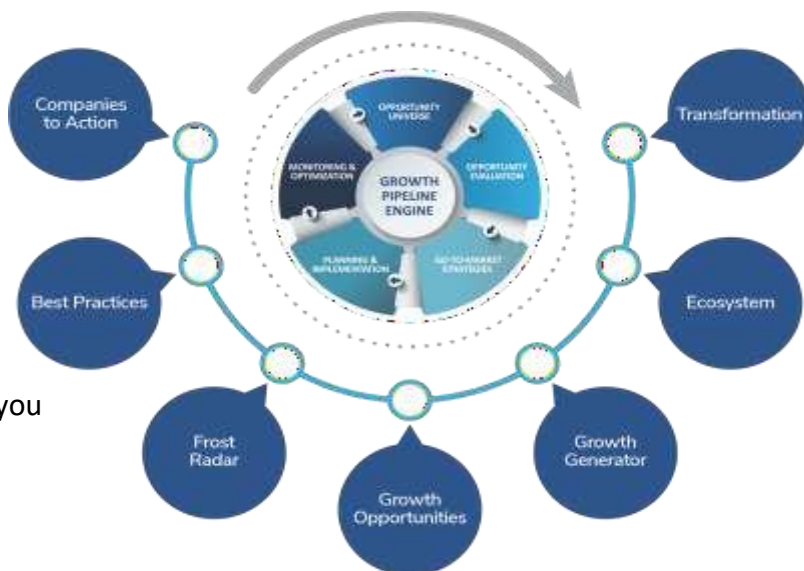 Companies
to Action
Transformation
OPPORTUNITY
UNIVERSE
MONITORING &
OPTIMIZATION
OPPORTUNITY
EVALUATION
GROWTH
PIPELINE
ENGINE
PLANNING &
IMPLEMENTATION
GO-TO-MARKET
STRATEGIES
Best Practices
Ecosystem
you
Frost
Radar
Growth
Generator
Growth
Opportunities